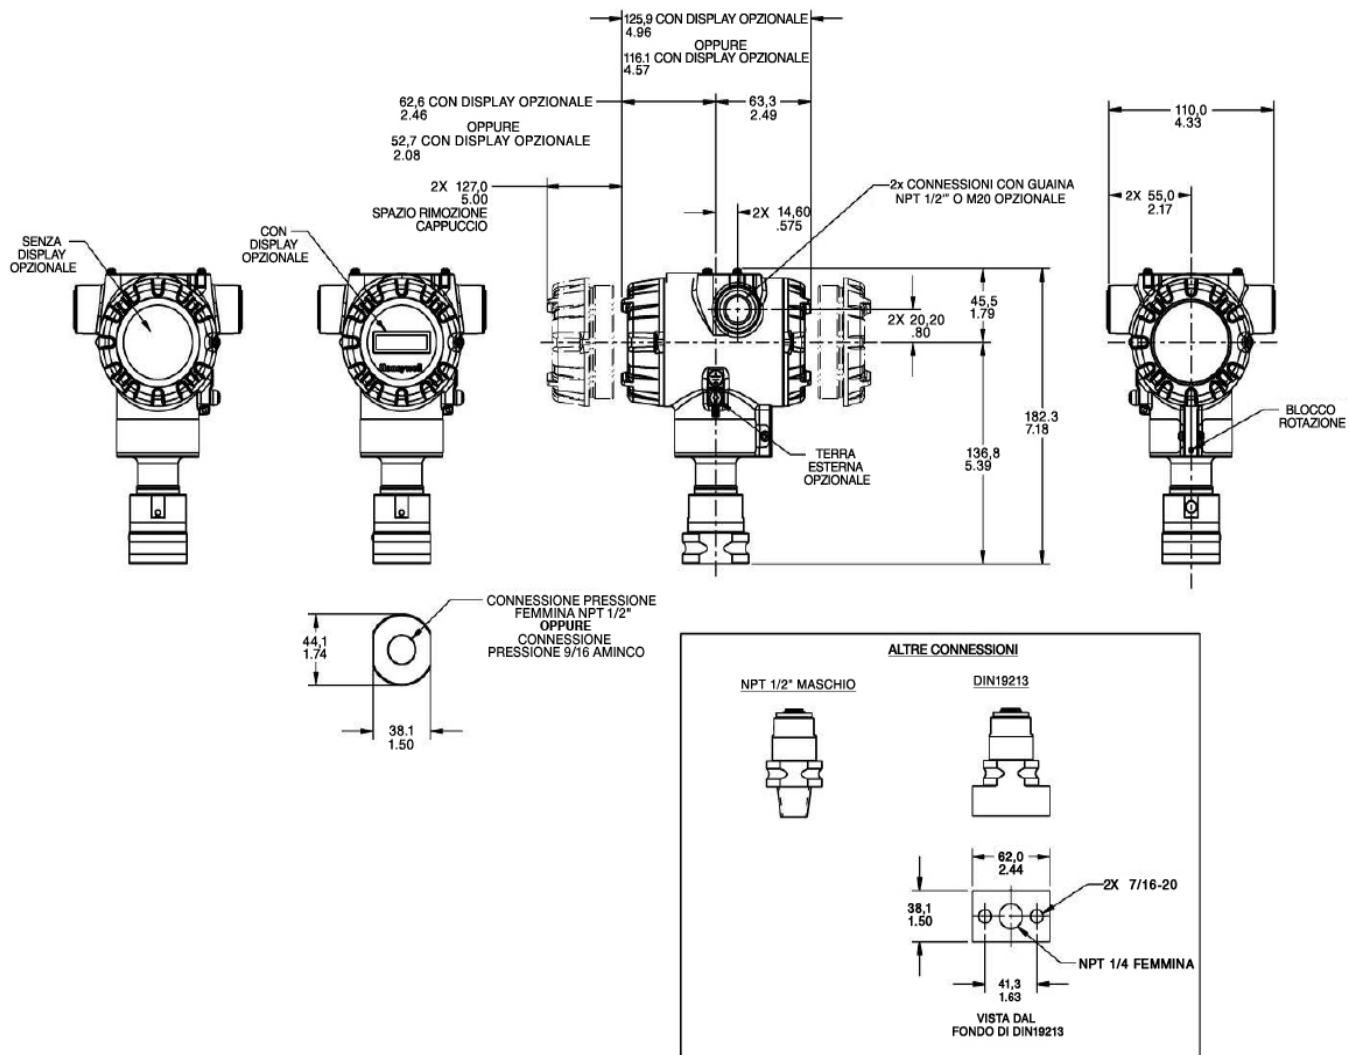 125,9 CON DISPLAY OPZIONALE
4.96
OPPURE
116.1 CON DISPLAY OPZIONALE
4.57
62,6 CON DISPLAY OPZIONALE
2.46
OPPURE
52,7 CON DISPLAY OPZIONALE
2.08
63,3
2.49
110,0
4.33
2X 127,0
5.00
SPAZIO RIMOZIONE
CAPPUCCIO
2X 14,60
.575
2x CONNESSIONI CON GUAINA
NPT 1/2"" O M20 OPZIONALE
2X 55,0
2.17
SENZA
DISPLAY
OPZIONALE
CON
DISPLAY
OPZIONALE
Honeywell
2X 20,20
.80
45,5
1.79
182.3
7.18
136,8
5.39
TERRA
ESTERNA
OPZIONALE
BLOCCO
ROTAZIONE
CONNESSIONE PRESSIONE
FEMMINA NPT 1/2"
OPPURE
CONNESSIONE
PRESSIONE 9/16 AMINCO
44,1
1.74
38.1
1.50
ALTRE CONNESSIONI
NPT 1/2" MASCHIO
DIN19213
62,0
2.44
2X 7/16-20
38,1
1.50
NPT 1/4 FEMMINA
41,3
1.63
VISTA DAL
FONDO DI DIN19213